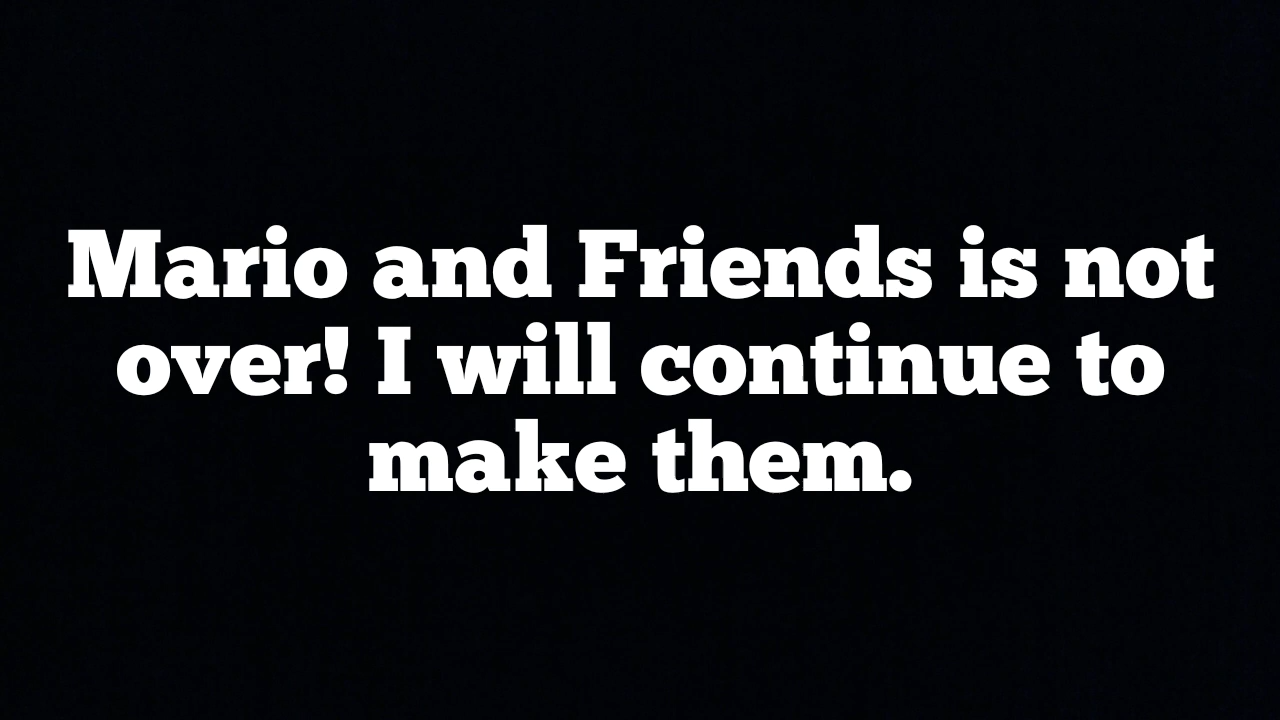 Mario and Friends is not
over! I will continue to
make them.